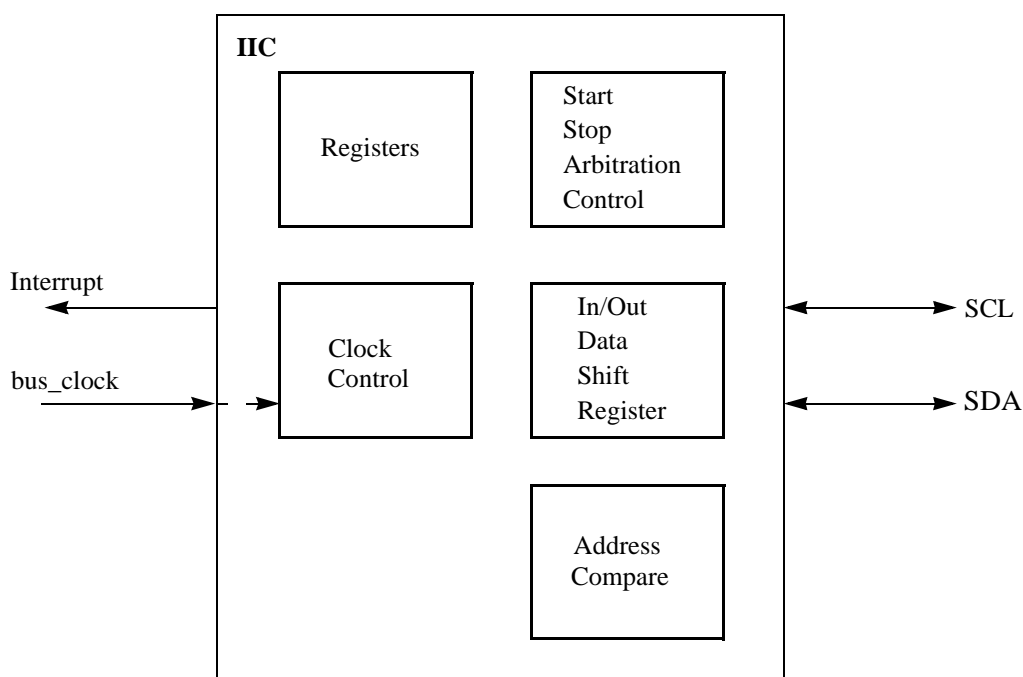 IIC
Registers
Start
Stop
Arbitration
Control
Interrupt
bus_clock
Clock
Control
In/Out
Data
Shift
Register
SCL
SDA
Address
Compare